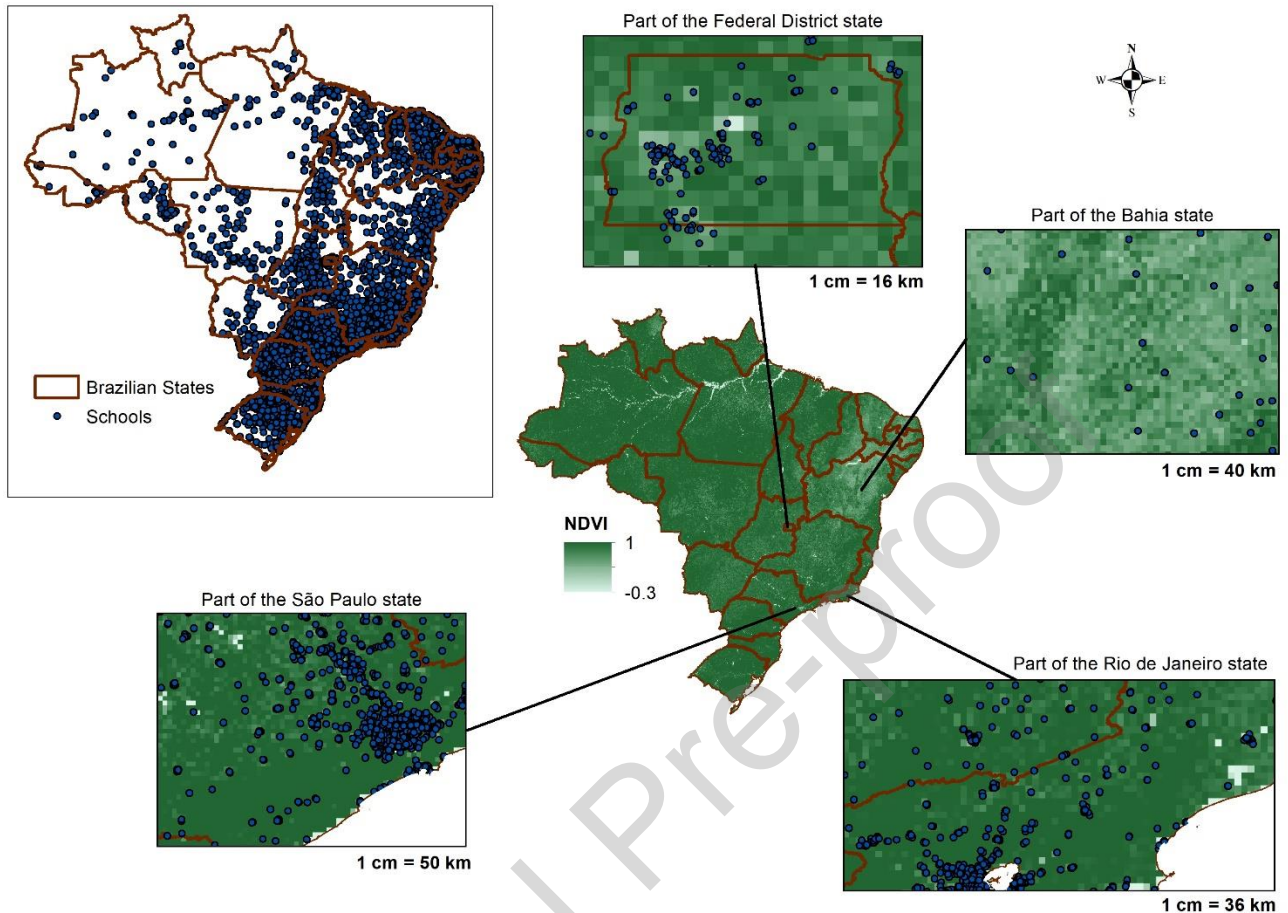 Part of the Federal District state
N
W
E
S
Part of the Bahia state
1 cm = 16 km
Brazilian States
Schools
1 cm = 40 km
NDVI
1
-0.3
Part of the São Paulo state
Part of the Rio de Janeiro state
1 cm = 50 km
1 cm = 36 km
l Pre-proof